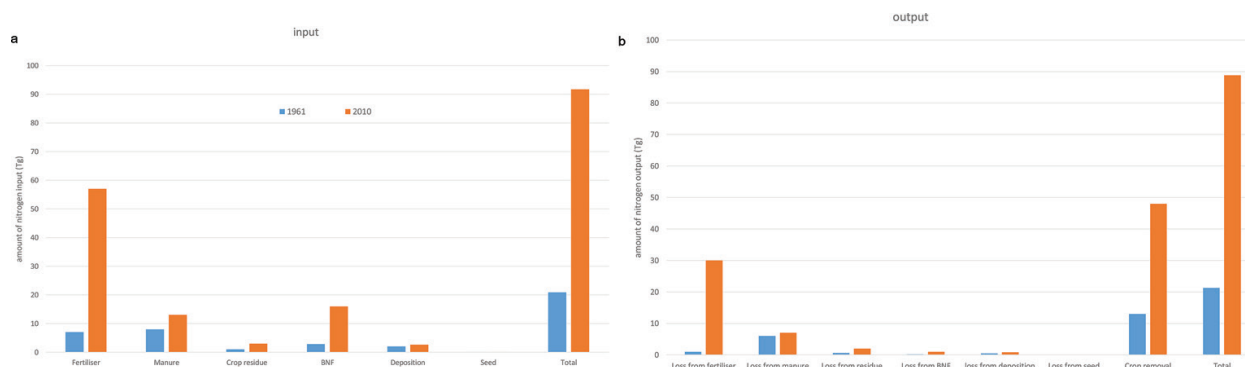 a
input
100
90
80
70
60
50
40
30
20
10
0
amount of nitrogen input (Tg)
1961 2010
Fertiliser Manure Crop residue BNF Deposition Seed Total
b
output
100
90
80
70
60
50
40
30
20
10
0
amount of nitrogen output (Tg)
Loss from fertiliser Loss from manure Loss from residue Loss from BNF loss from deposition Loss from seed Crop removal Total